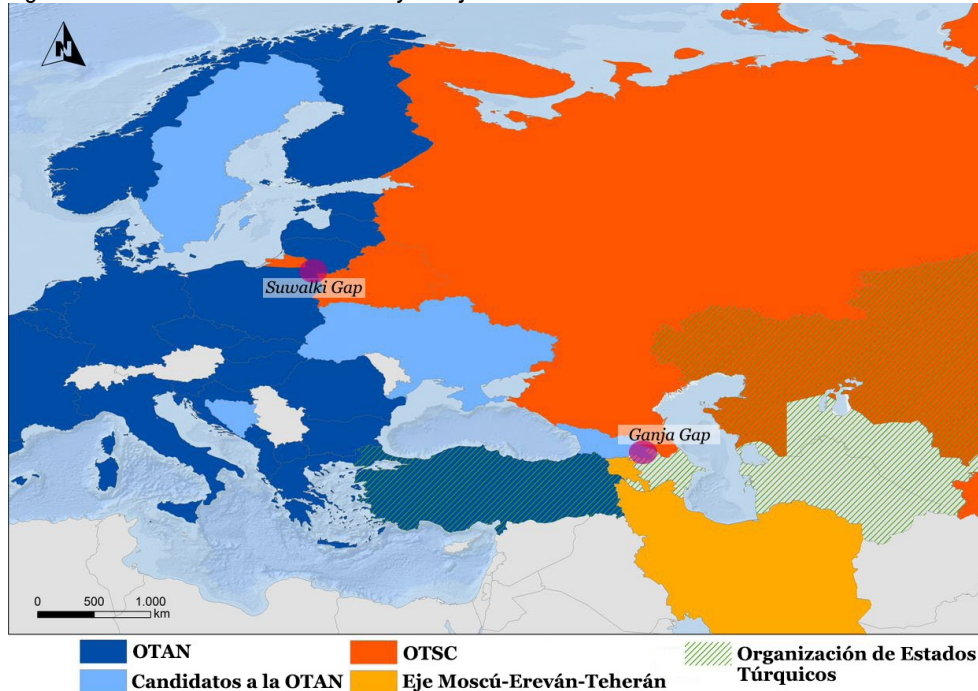 N
Suwalki Gap
Ganja Gap
0 500 1.000
km
OTAN
OTSC
Organización de Estados
Túrquicos
Candidatos a la OTAN
Eje Moscú-Ereván-Teherán